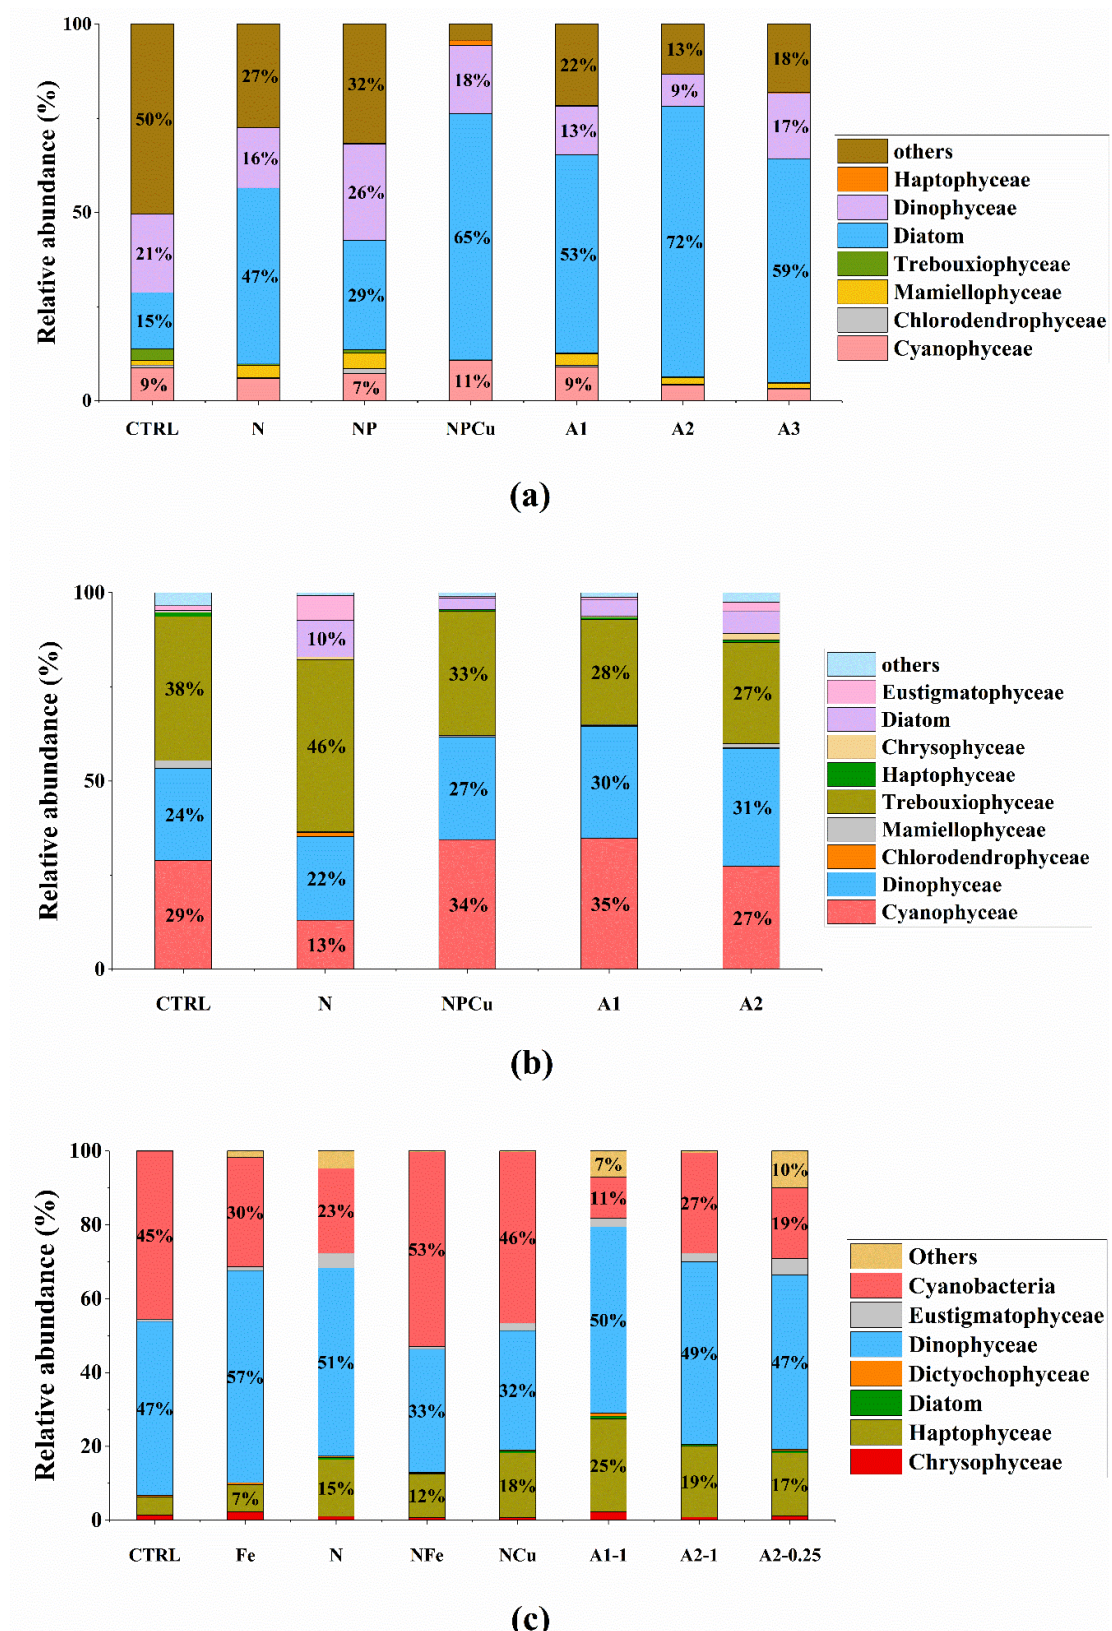 Relative abundance (%)
100
50
0
50%
21%
15%
9%
27%
16%
47%
32%
26%
29%
7%
18%
65%
11%
22%
13%
53%
9%
13%
9%
72%
18%
17%
59%
CTRL N NP NPCu A1 A2 A3
others
Haptophyceae
Dinophyceae
Diatom
Trebouxiophyceae
Mamiellophyceae
Chlorodendrophyceae
Cyanophyceae
(a)
Relative abundance (%)
100
50
0
38%
24%
29%
10%
46%
22%
13%
33%
27%
34%
28%
30%
35%
27%
31%
27%
CTRL N NPCu A1 A2
others
Eustigmatophyceae
Diatom
Chrysophyceae
Haptophyceae
Trebouxiophyceae
Mamiellophyceae
Chlorodendrophyceae
Dinophyceae
Cyanophyceae
(b)
Relative abundance (%)
100
80
60
40
20
0
45%
47%
30%
57%
7%
23%
51%
15%
53%
33%
12%
46%
32%
18%
7%
11%
50%
25%
27%
49%
19%
10%
19%
47%
17%
CTRL Fe N NFe NCu A1-1 A2-1 A2-0.25
Others
Cyanobacteria
Eustigmatophyceae
Dinophyceae
Dictyochophyceae
Diatom
Haptophyceae
Chrysophyceae
(c)